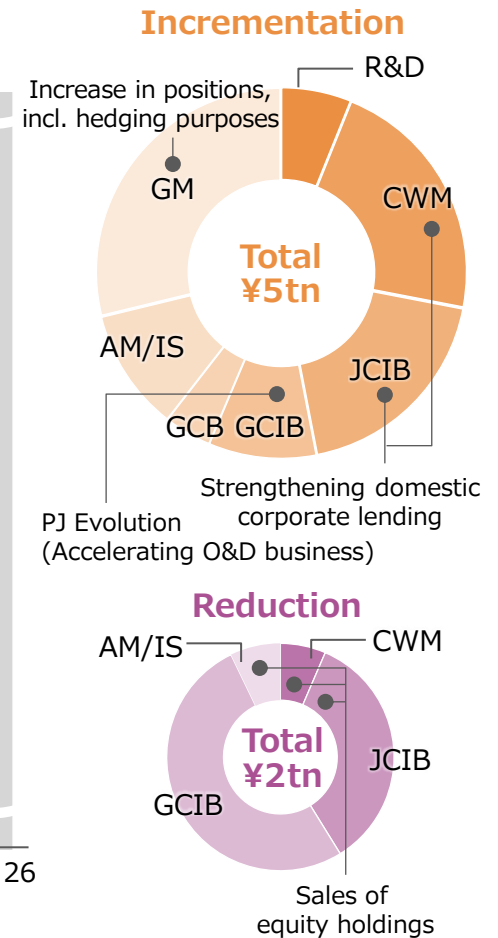 Incrementation
R&D
Increase in positions,
incl. hedging purposes
GM
CWM
Total
¥5tn
AM/IS
JCIB
GCB
GCIB
Strengthening domestic
corporate lending
PJ Evolution
(Accelerating O&D business)
Reduction
AM/IS
CWM
Total
¥2tn
JCIB
GCIB
26
Sales of
equity holdings